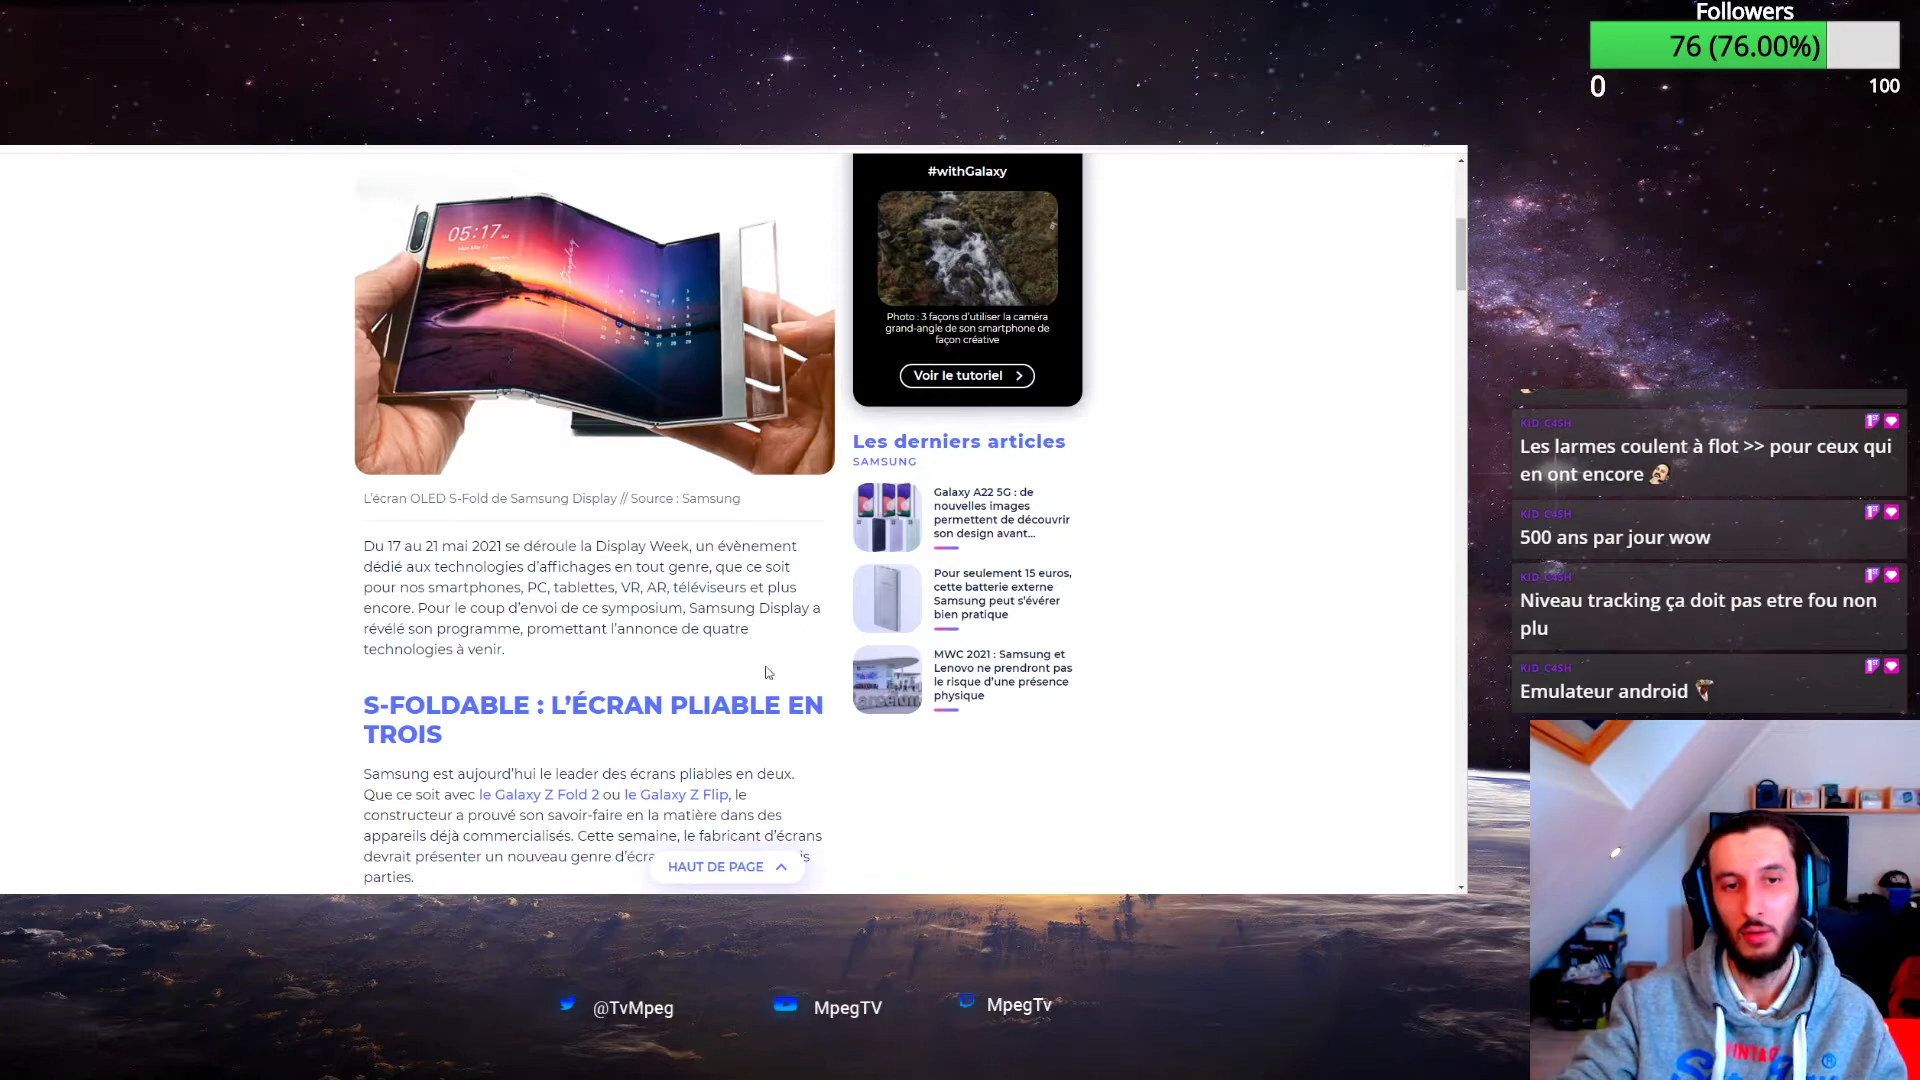 Followers
76 (76.00%)
0
100
#withGalaxy
Photo : 3 façons d'utiliser la caméra
grand-angle de son smartphone de
façon créative
Voir le tutoriel
05:17
L'écran OLED S-Fold de Samsung Display // Source : Samsung
Du 17 au 21 mai 2021 se déroule la Display Week, un évènement
dédié aux technologies d'affichages en tout genre, que ce soit
pour nos smartphones, PC, tablettes, VR, AR, téléviseurs et plus
encore. Pour le coup d'envoi de ce symposium, Samsung Display a
révélé son programme, promettant l'annonce de quatre
technologies à venir.
S-FOLDABLE : L'ÉCRAN PLIABLE EN
TROIS
Samsung est aujourd'hui le leader des écrans pliables en deux.
Que ce soit avec le Galaxy Z Fold 2 ou le Galaxy Z Flip, le
constructeur a prouvé son savoir-faire en la matière dans des
appareils déjà commercialisés. Cette semaine, le fabricant d'écrans
devrait présenter un nouveau genre
parties.
HAUT DE PAGE
Les derniers articles
SAMSUNG
Galaxy A22 5G : de
nouvelles images
permettent de découvrir
son design avant...
Pour seulement 15 euros,
cette batterie externe
Samsung peut s'évérer
bien pratique
MWC 2021 : Samsung et
Lenovo ne prendront pas
le risque d'une présence
physique
KID C4SH
Les larmes coulent à flot >> pour ceux qui
en ont encore
KID C4SH
500 ans par jour wow
KID C4SH
Niveau tracking ça doit pas etre fou non
plu
KID C4SH
Emulateur android
@TvMpeg
MpegTV
MpegTv
VINTAGE